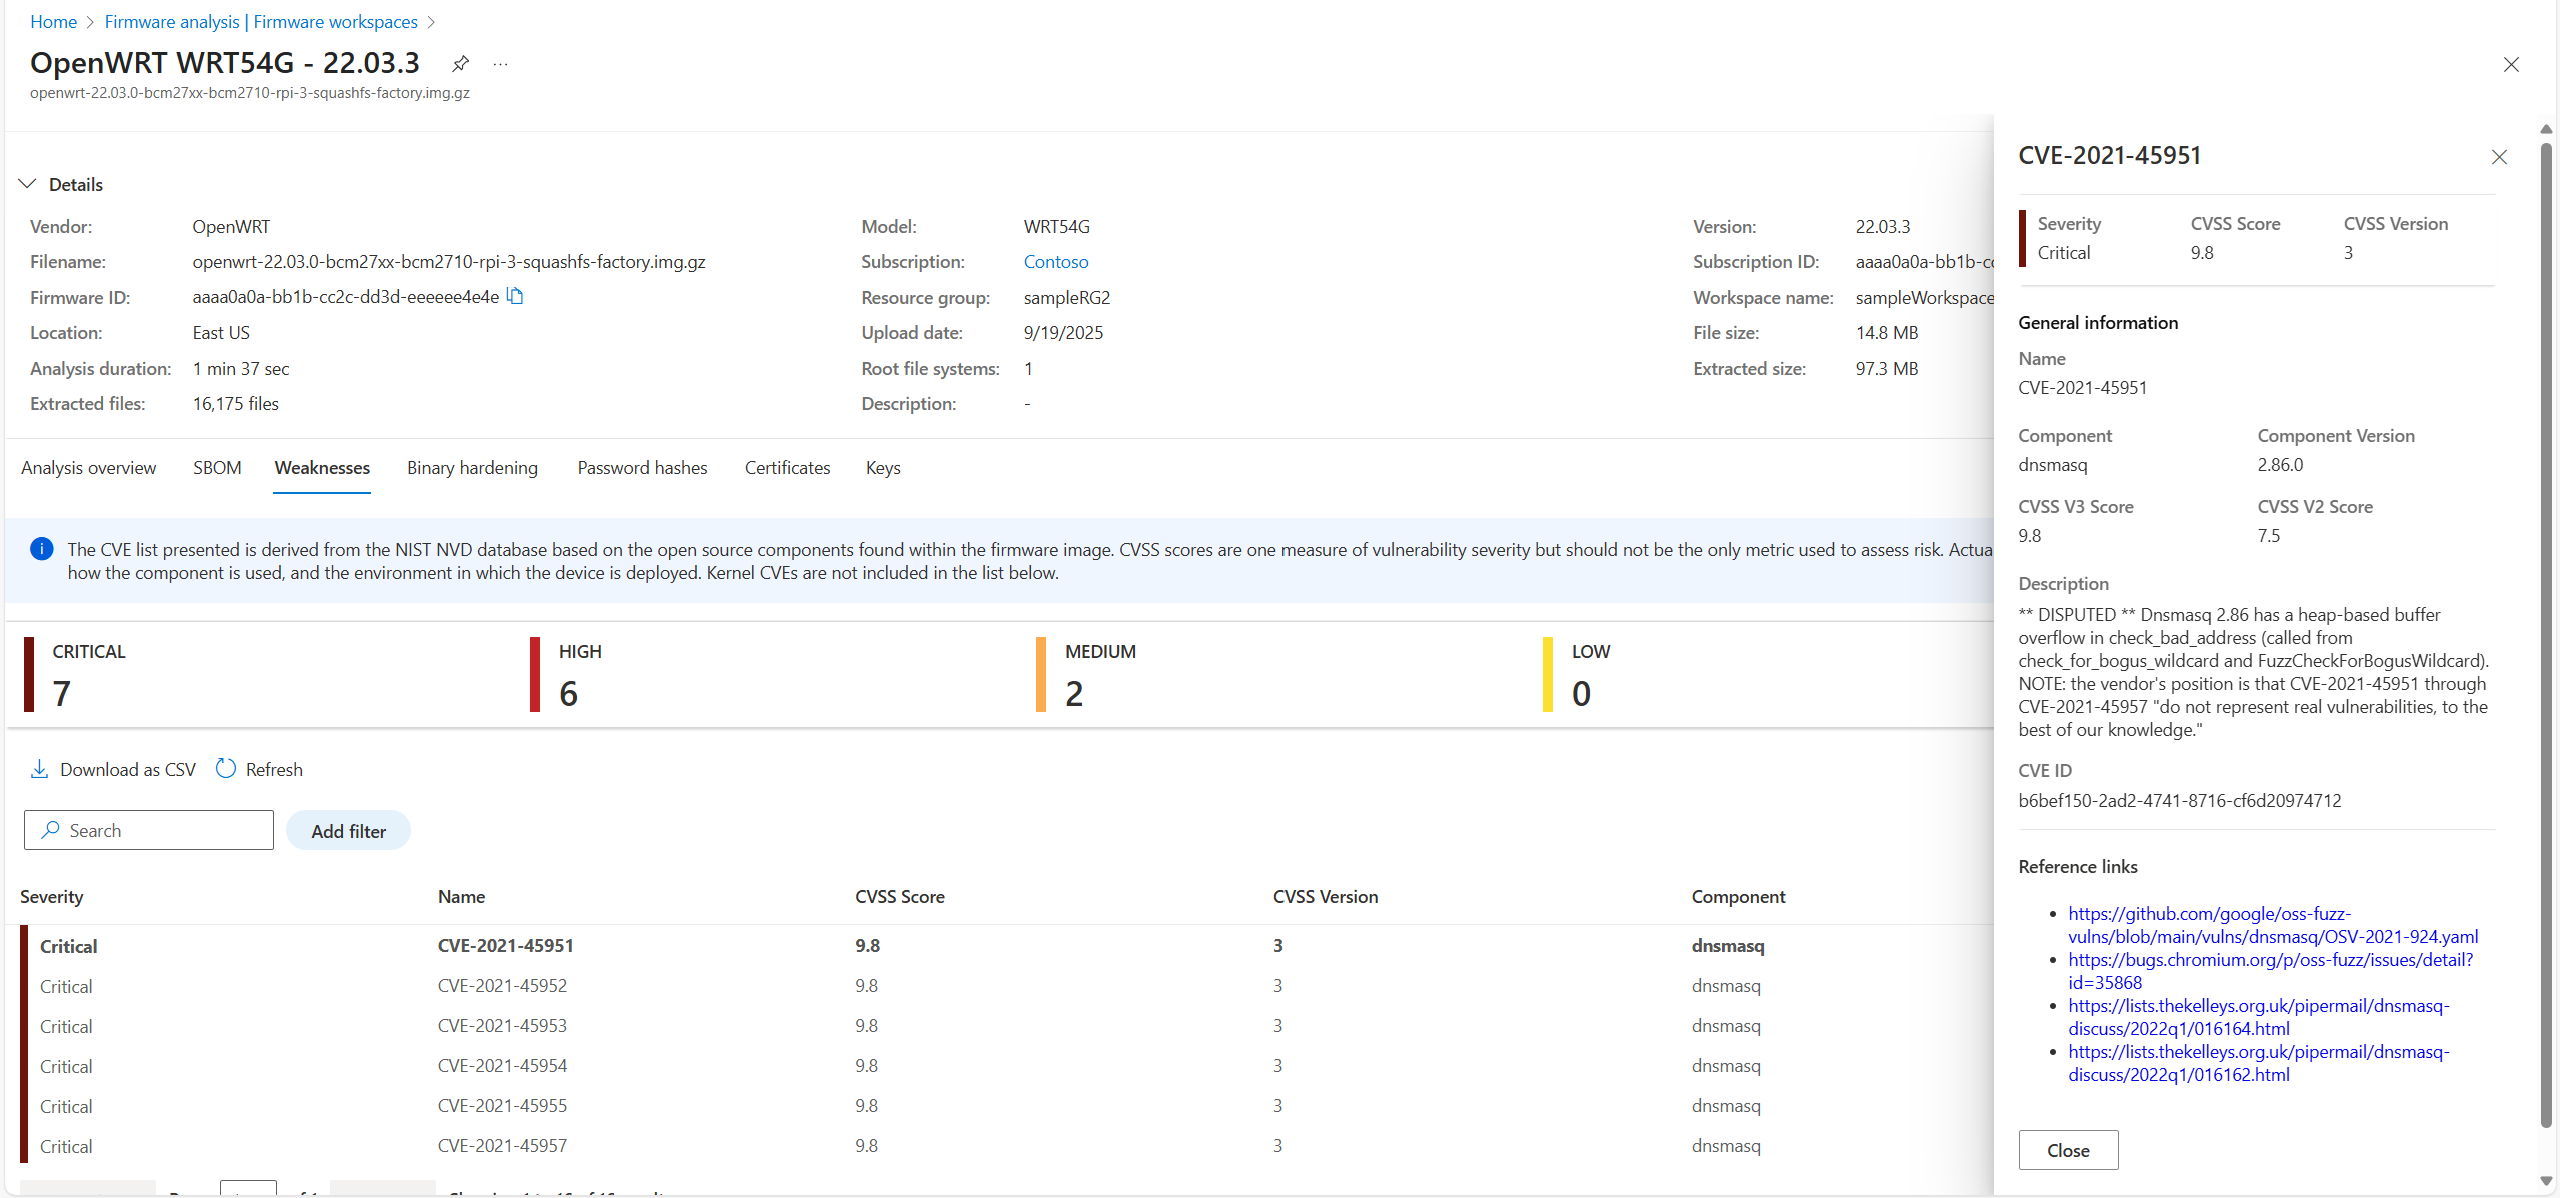 Home > Firmware analysis | Firmware workspaces >
OpenWRT WRT54G - 22.03.3 ...
openwrt-22.03.0-bcm27xx-bcm2710-rpi-3-squashfs-factory.img.gz
Details
Vendor: OpenWRT
Filename: openwrt-22.03.0-bcm27xx-bcm2710-rpi-3-squashfs-factory.img.gz
Firmware ID: aaaa0a0a-bb1b-cc2c-dd3d-eeeeee4e4e
Location: East US
Analysis duration: 1 min 37 sec
Extracted files: 16,175 files
Model: WRT54G
Subscription: Contoso
Resource group: sampleRG2
Upload date: 9/19/2025
Root file systems: 1
Description: -
Version: 22.03.3
Subscription ID: aaaa0a0a-bb1b-cc
Workspace name: sampleWorkspace
File size: 14.8 MB
Extracted size: 97.3 MB
Analysis overview SBOM Weaknesses Binary hardening Password hashes Certificates Keys
The CVE list presented is derived from the NIST NVD database based on the open source components found within the firmware image. CVSS scores are one measure of vulnerability severity but should not be the only metric used to assess risk. Actua
how the component is used, and the environment in which the device is deployed. Kernel CVEs are not included in the list below.
CRITICAL
7
HIGH
6
MEDIUM
2
LOW
0
Download as CSV Refresh
Search Add filter
Severity Name CVSS Score CVSS Version Component
Critical CVE-2021-45951 9.8 3 dnsmasq
Critical CVE-2021-45952 9.8 3 dnsmasq
Critical CVE-2021-45953 9.8 3 dnsmasq
Critical CVE-2021-45954 9.8 3 dnsmasq
Critical CVE-2021-45955 9.8 3 dnsmasq
Critical CVE-2021-45957 9.8 3 dnsmasq
CVE-2021-45951
Severity CVSS Score CVSS Version
Critical 9.8 3
General information
Name
CVE-2021-45951
Component Component Version
dnsmasq 2.86.0
CVSS V3 Score CVSS V2 Score
9.8 7.5
Description
** DISPUTED ** Dnsmasq 2.86 has a heap-based buffer
overflow in check_bad_address (called from
check_for_bogus_wildcard and FuzzCheckForBogusWildcard).
NOTE: the vendor's position is that CVE-2021-45951 through
CVE-2021-45957 "do not represent real vulnerabilities, to the
best of our knowledge."
CVE ID
b6bef150-2ad2-4741-8716-cf6d20974712
Reference links
• https://github.com/google/oss-fuzz-
vulns/blob/main/vulns/dnsmasq/OSV-2021-924.yaml
• https://bugs.chromium.org/p/oss-fuzz/issues/detail?
id=35868
• https://lists.thekelleys.org.uk/pipermail/dnsmasq-
discuss/2022q1/016164.html
• https://lists.thekelleys.org.uk/pipermail/dnsmasq-
discuss/2022q1/016162.html
Close